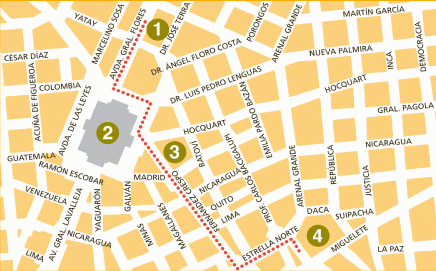 YATAY
MARCELINO SOSA
AVDA. GRAL. FLORES
1
DR. JOSÉ TERRA
PORONGOS
ARENAL GRANDE
MARTÍN GARCÍA
CÉSAR DÍAZ
DR. ÁNGEL FLORO COSTA
NUEVA PALMIRA
INCA
DEMOCRACIA
ACUÑA DE FIGUEROA
COLOMBIA
AVDA. DE LAS LEYES
DR. LUIS PEDRO LENGUAS
HOCQUART
EMILIA PARDO BAZÁN
GRAL. PAGOLA
2
HOCQUART
BATOVÍ
3
PROF. CARLOS BACIGALUPI
GUATEMALA
RAMÓN ESCOBAR
MADRID
FERNÁNDEZ CRESPO
NICARAGUA
ARENAL GRANDE
REPÚBLICA
JUSTICIA
VENEZUELA
AV. GRAL. LAVALLEJA
YAGUARÓN
GALVÁN
QUITO
LIMA
DACA
SUIPACHA
MAGALLANES
MINAS
NICARAGUA
ESTRELLA NORTE
4
MIGUELETE
LIMA
LA PAZ